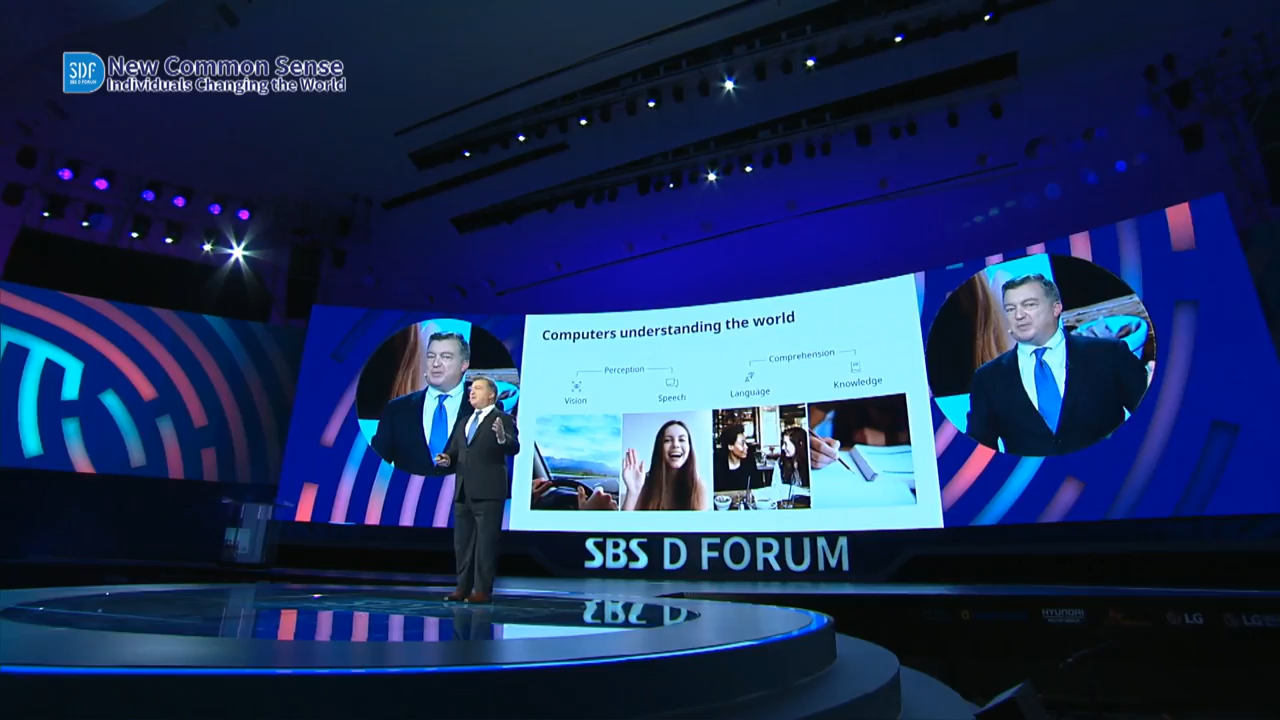 SDF
SBS D FORUM
New Common Sense
Individuals Changing the World
Computers understanding the world
Perception
Comprehension
Vision
Speech
Language
Knowledge
SBS D FORUM
HYUNDAI
LG
LG